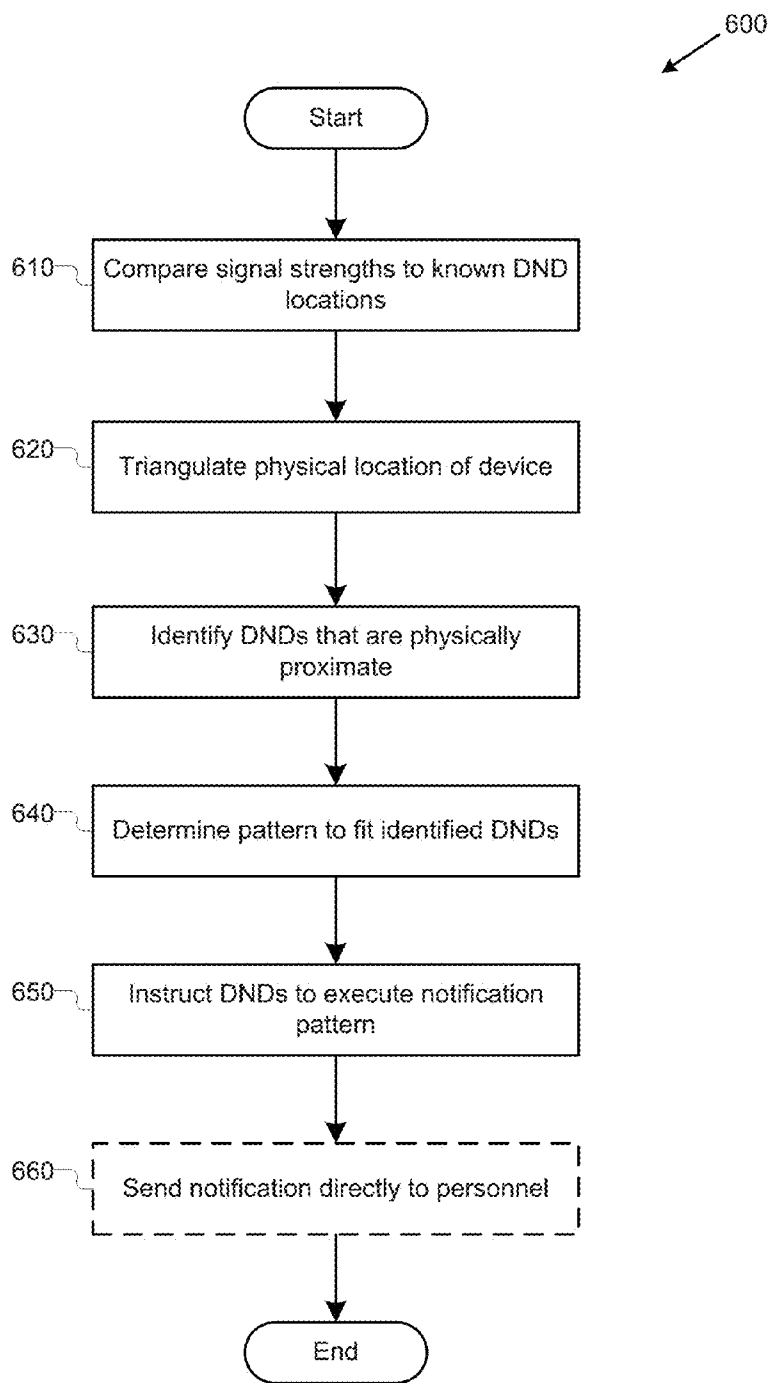 600
Start
610
Compare signal strengths to known DND
locations
620
Triangulate physical location of device
630
Identify DNDs that are physically
proximate
640
Determine pattern to fit identified DNDs
650
Instruct DNDs to execute notification
pattern
660
Send notification directly to personnel
End